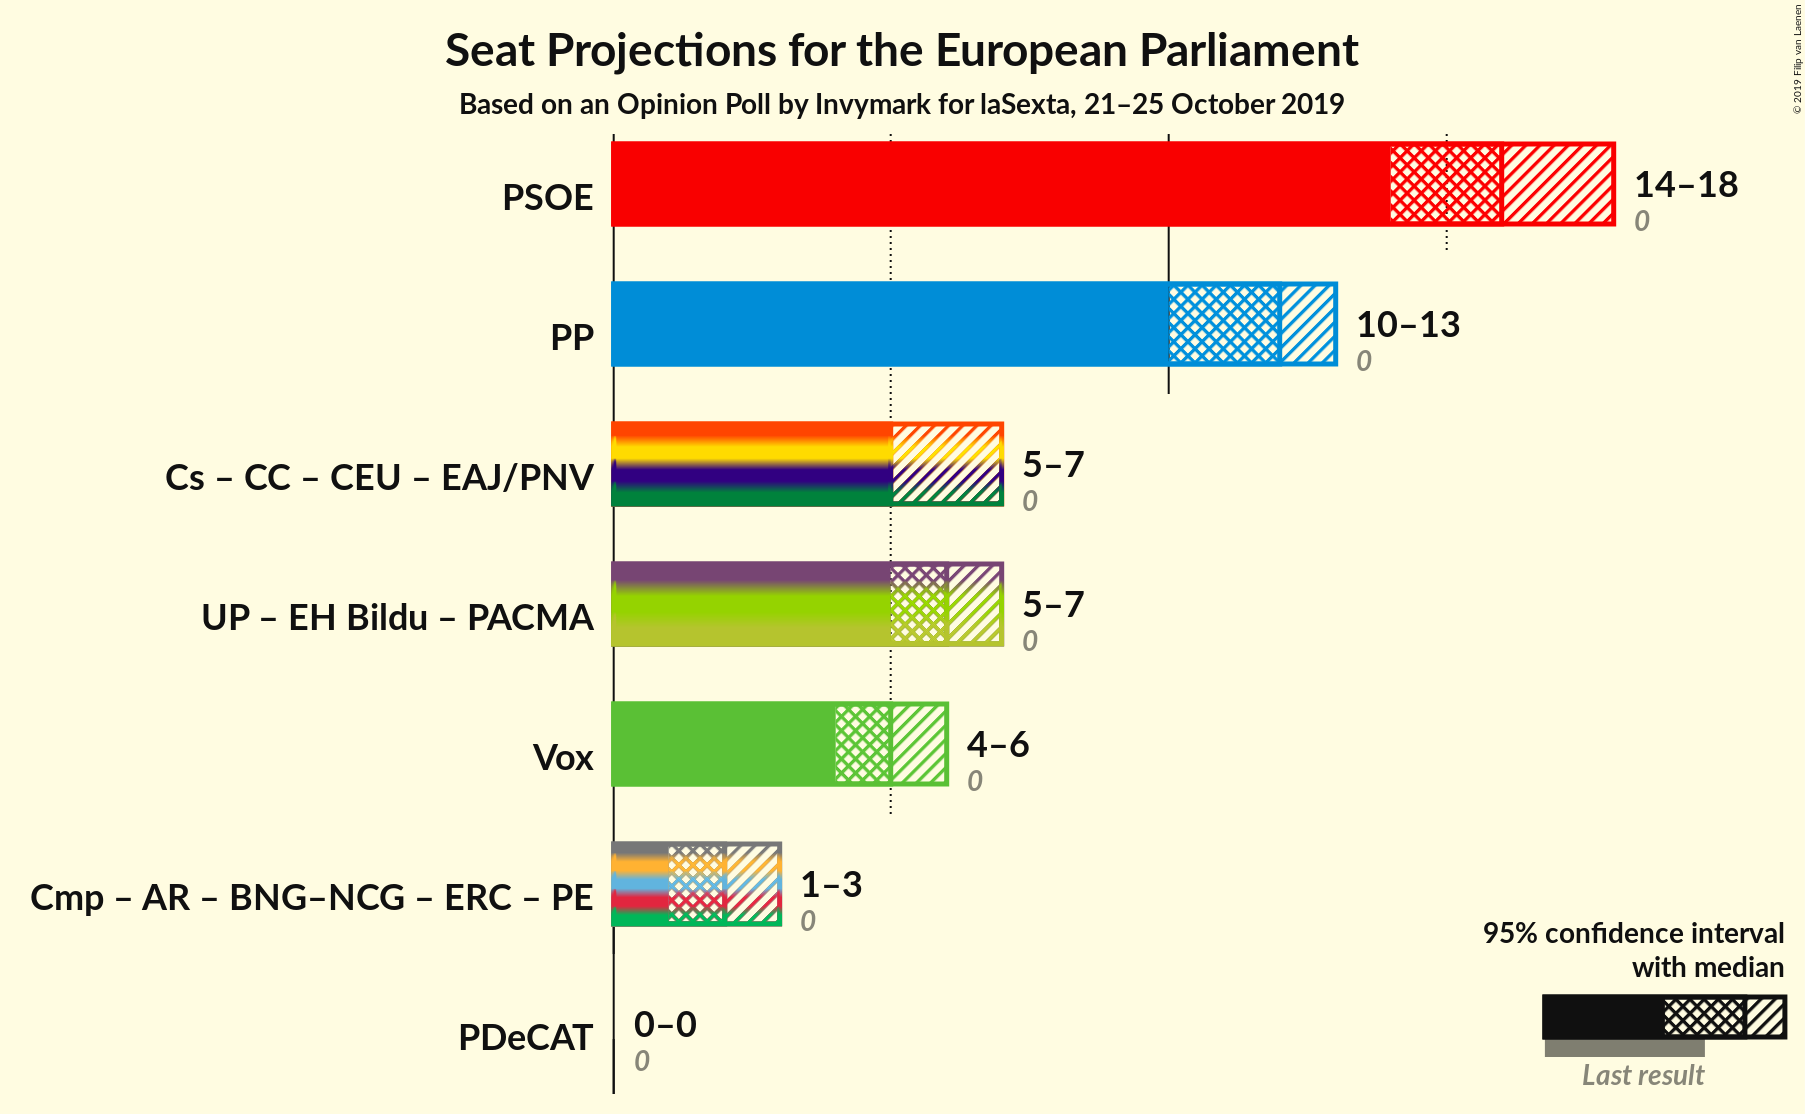 Seat Projections for the European Parliament
Based on an Opinion Poll by Invymark for laSexta, 21–25 October 2019
© 2019 Filip van Laenen
PSOE
14–18
0
PP
10–13
0
Cs – CC – CEU – EAJ/PNV
5–7
0
UP – EH Bildu – PACMA
5–7
0
Vox
4–6
0
Cmp – AR – BNG–NCG – ERC – PE
1–3
0
PDeCAT
0–0
0
95% confidence interval
with median
Last result